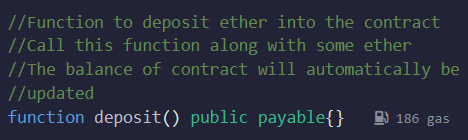 //Function to deposit ether into the contract
//Call this function along with some ether
//The balance of contract will automatically be
//updated
function deposit() public payable{} 186 gas